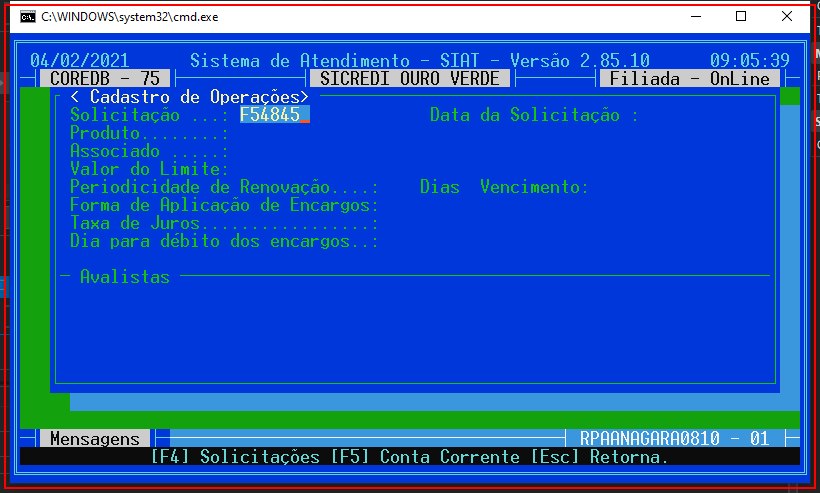 C:\WINDOWS\system32\cmd.exe
04/02/2021 Sistema de Atendimento - SIAT - Versão 2.85.10 09:05:39
COREDB - 75 SICREDI OURO VERDE Filiada - OnLine
< Cadastro de Operações>
Solicitação ...: F54845 Data da Solicitação :
Produto........:
Associado .....:
Valor do Limite:
Periodicidade de Renovação....: Dias Vencimento:
Forma de Aplicação de Encargos:
Taxa de Juros.................:
Dia para débito dos encargos..:
Avalistas
Mensagens RPAANAGARA0810 - 01
[F4] Solicitações [F5] Conta Corrente [Esc] Retorna.